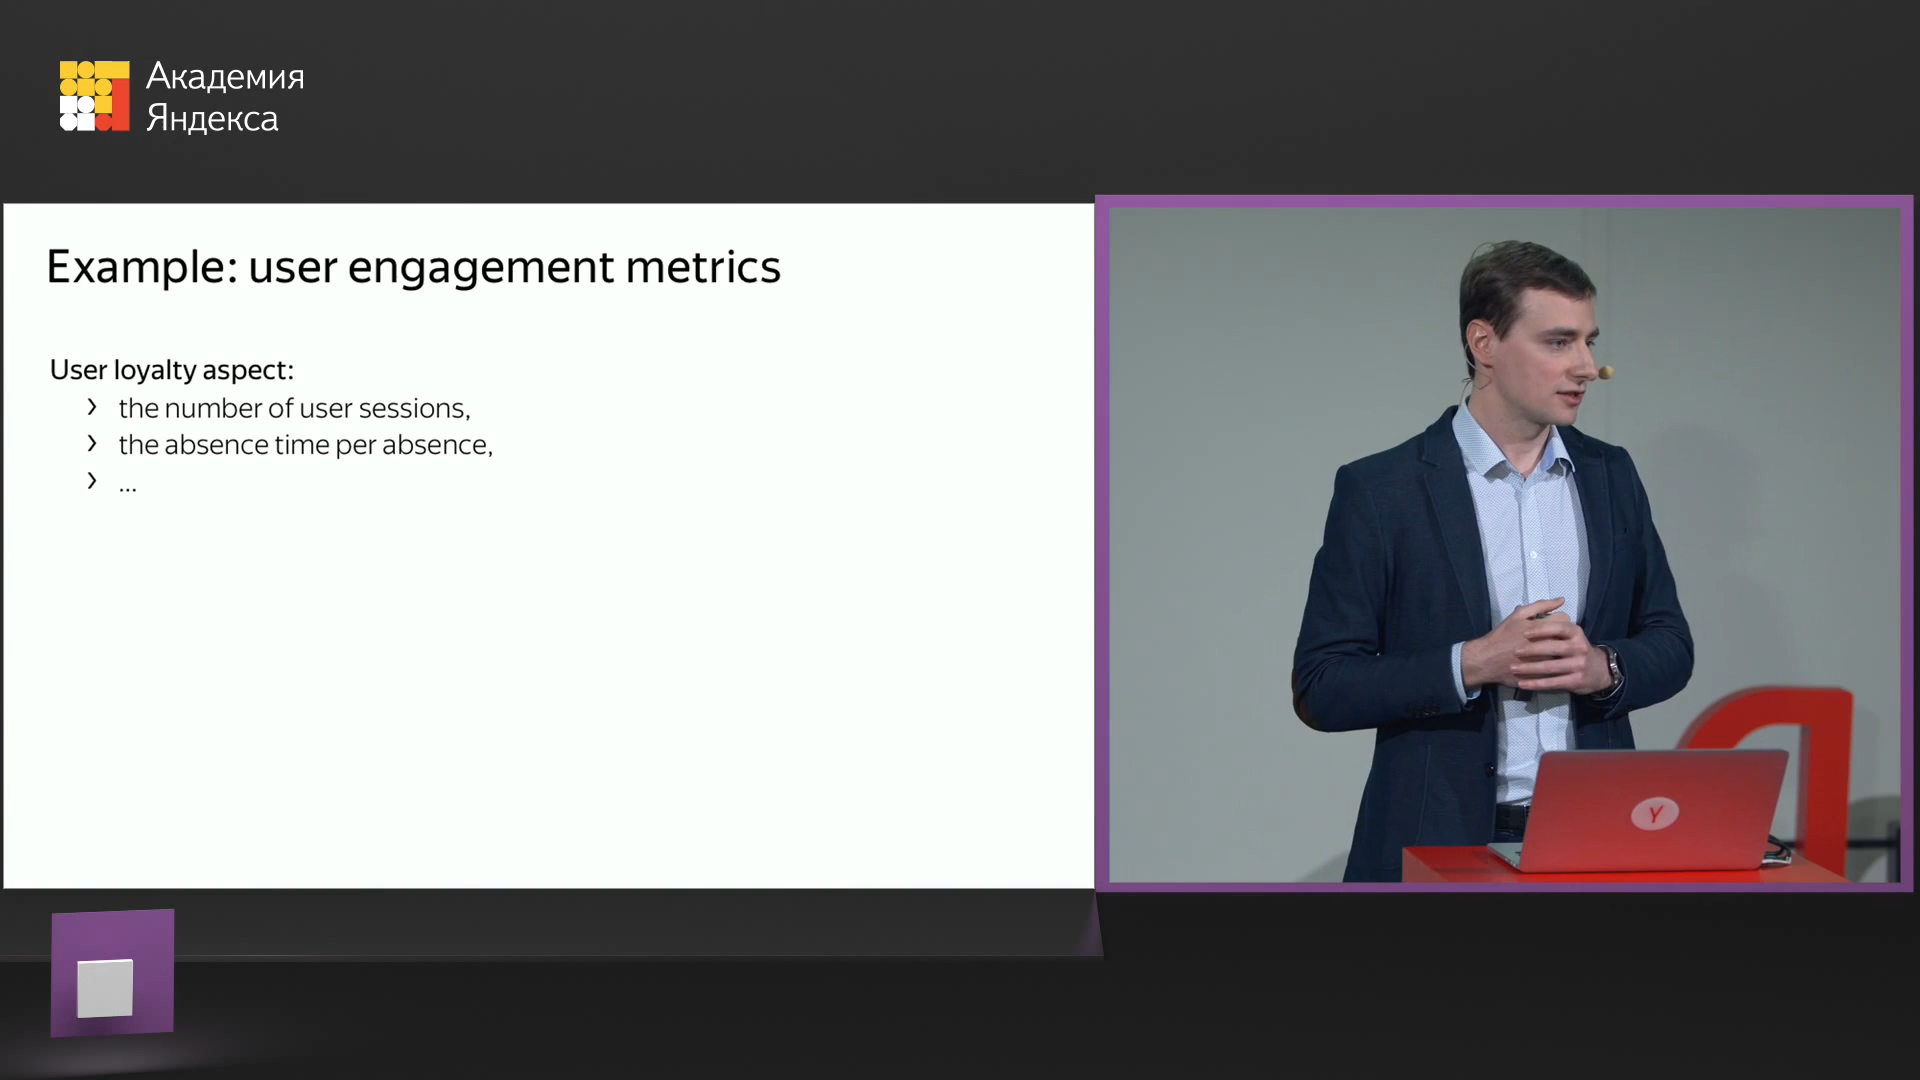 Академия
Яндекса
Example: user engagement metrics
User loyalty aspect:
› the number of user sessions,
› the absence time per absence,
› ...
Y
Я